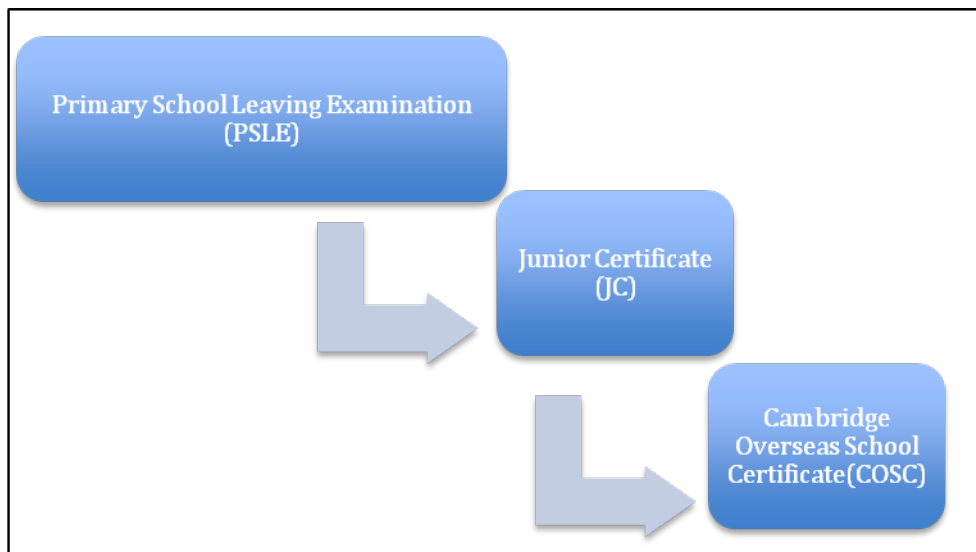 Primary School Leaving Examination
(PSLE)
Junior Certificate
(JC)
Cambridge
Overseas School
Certificate(COSC)